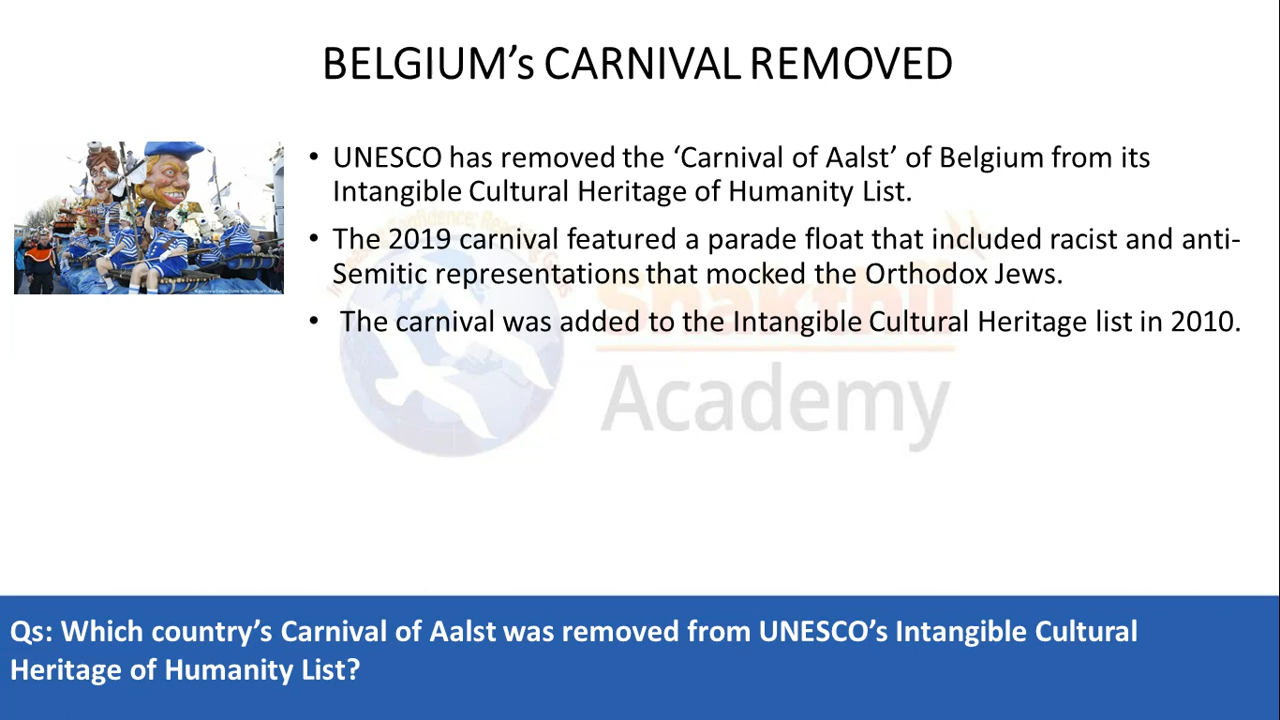 BELGIUM’s CARNIVAL REMOVED
• UNESCO has removed the ‘Carnival of Aalst’ of Belgium from its
Intangible Cultural Heritage of Humanity List.
• The 2019 carnival featured a parade float that included racist and anti-
Semitic representations that mocked the Orthodox Jews.
• The carnival was added to the Intangible Cultural Heritage list in 2010.
Academy
Qs: Which country’s Carnival of Aalst was removed from UNESCO’s Intangible Cultural
Heritage of Humanity List?